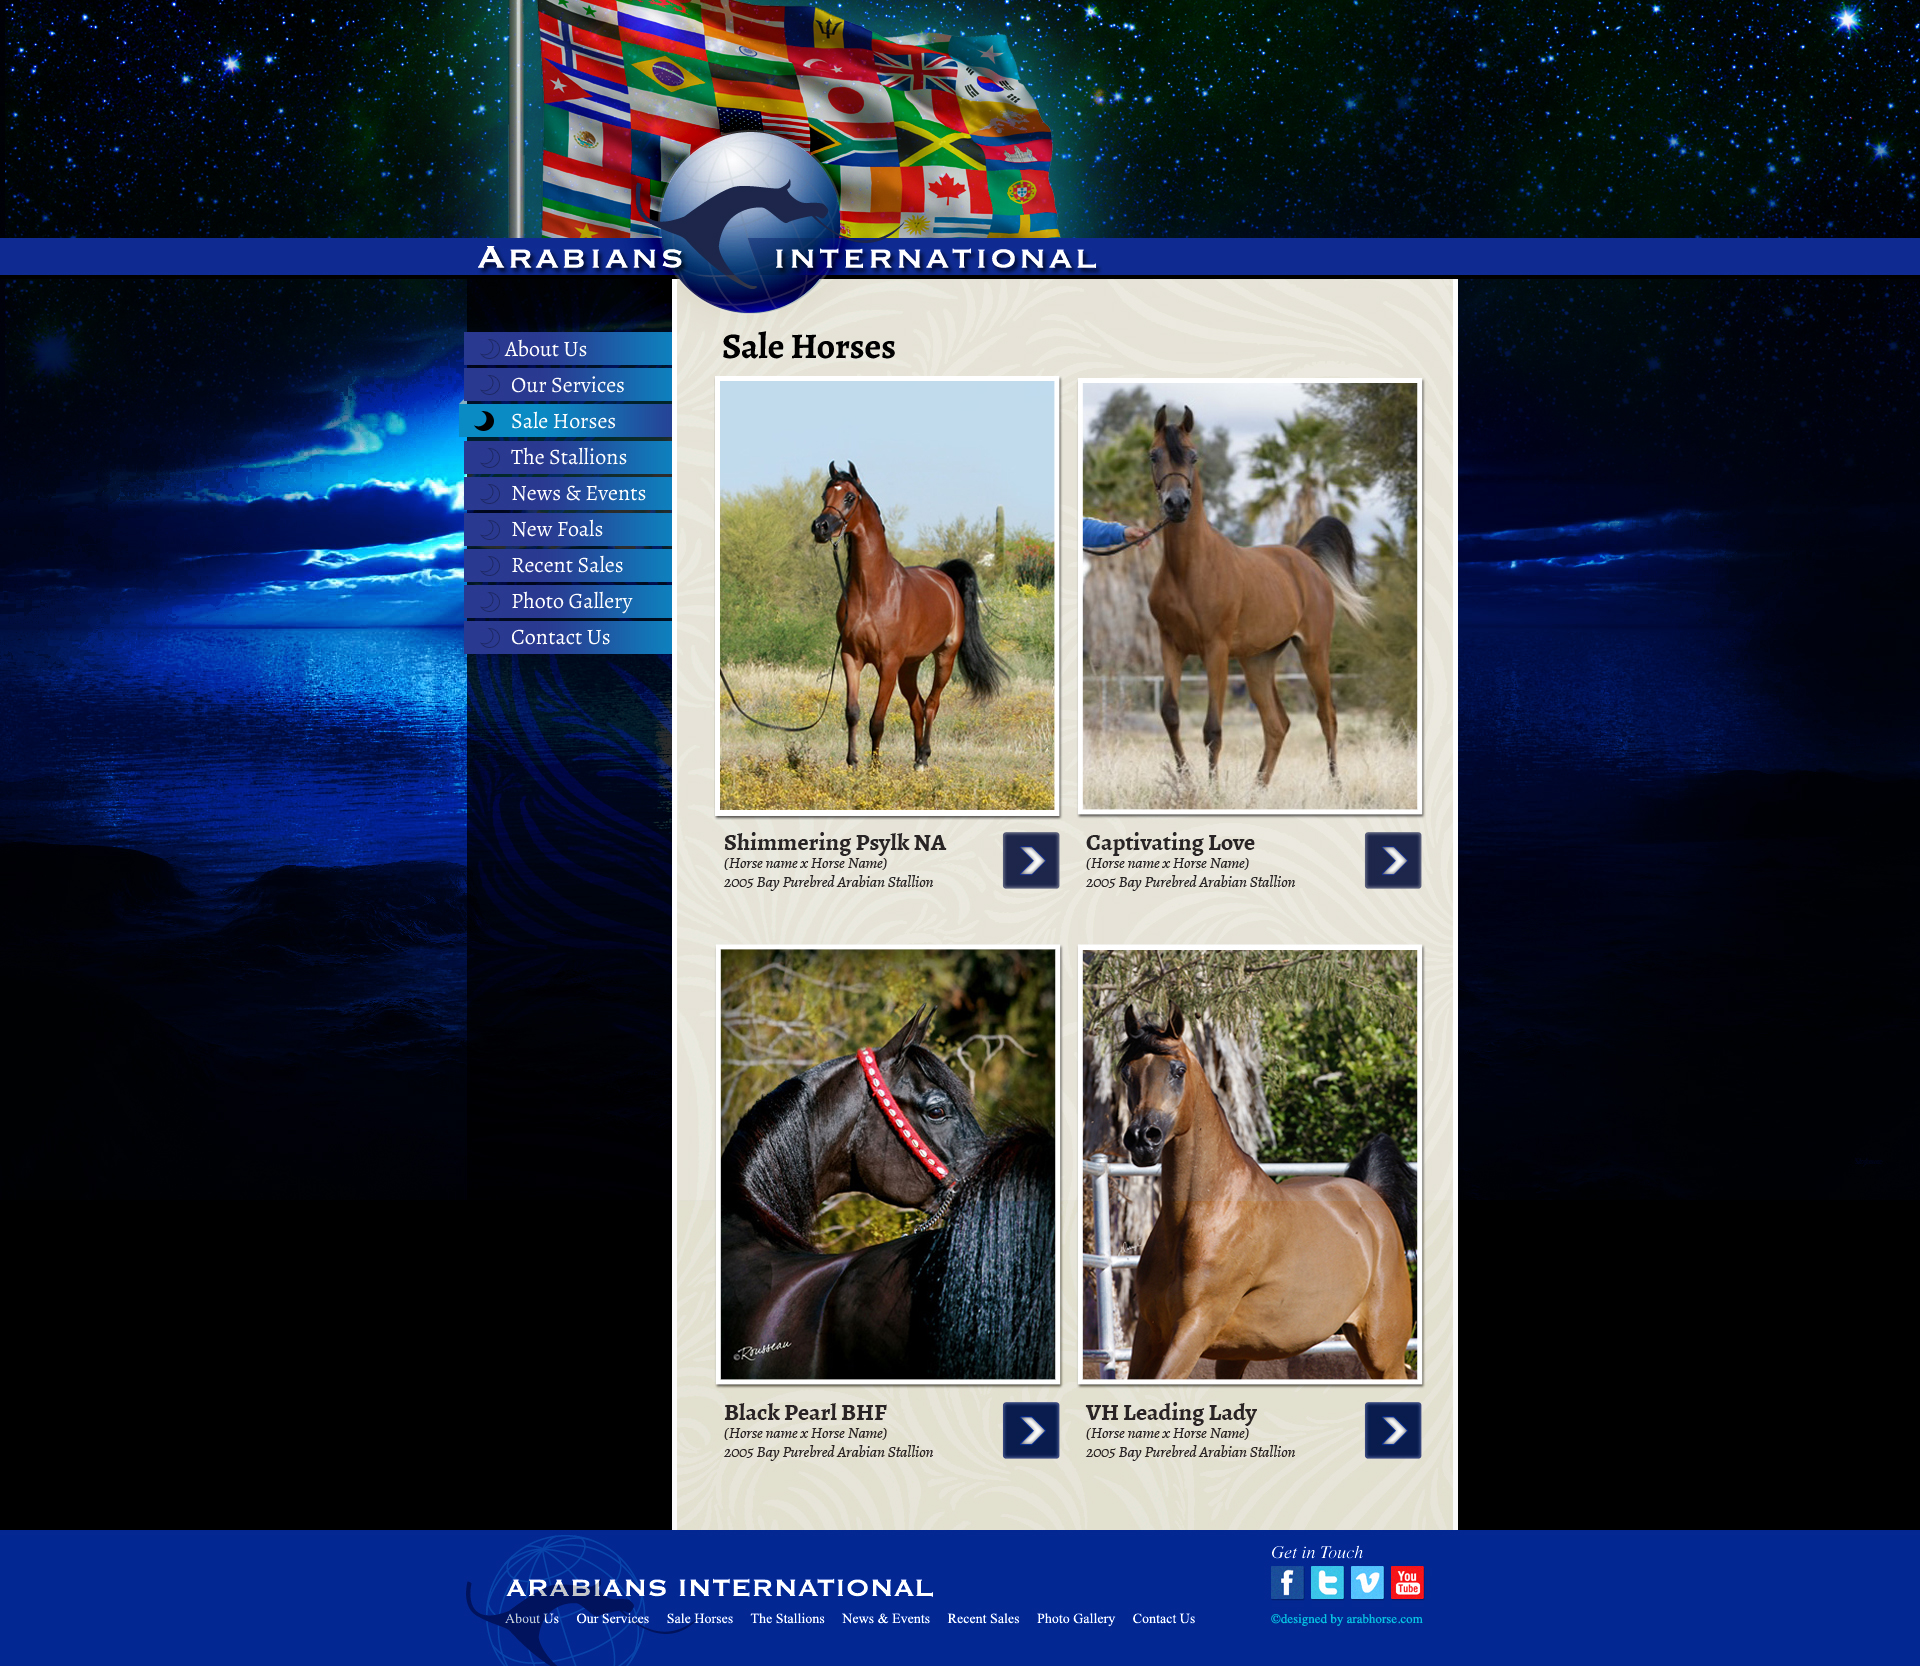 ARABIANS INTERNATIONAL
About Us
Our Services
Sale Horses
The Stallions
News & Events
New Foals
Recent Sales
Photo Gallery
Contact Us
Sale Horses
Shimmering Psylk NA
(Horse name x Horse Name)
2005 Bay Purebred Arabian Stallion
Captivating Love
(Horse name x Horse Name)
2005 Bay Purebred Arabian Stallion
©Rousseau
Black Pearl BHF
(Horse name x Horse Name)
2005 Bay Purebred Arabian Stallion
VH Leading Lady
(Horse name x Horse Name)
2005 Bay Purebred Arabian Stallion
ARABIANS INTERNATIONAL
About Us Our Services Sale Horses The Stallions News & Events Recent Sales Photo Gallery Contact Us
Get in Touch
You
Tube
©designed by arabhorse.com